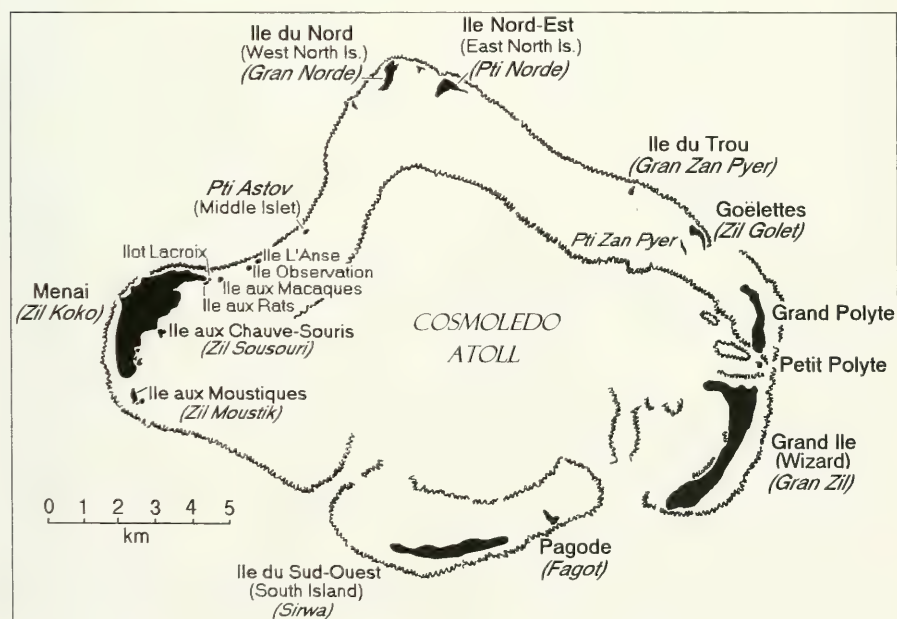 Ile du Nord
(West North Is.)
(Gran Norde)
Ile Nord-Est
(East North Is.)
(Pti Norde)
Ile du Trou
(Gran Zan Pyer)
Pti Astov
(Middle Islet)
Goëlettes
(Zil Golet)
Pti Zan Pyer
Ilot Lacroix
Ile L'Anse
Ile Observation
Ile aux Macaques
Ile aux Rats
Menai
(Zil Koko)
Ile aux Chauve-Souris
(Zil Sousouri)
COSMOLEDO
ATOLL
Grand Polyte
Petit Polyte
Ile aux Moustiques
(Zil Moustik)
Grand Ile
(Wizard)
(Gran Zil)
0 1 2 3 4 5
km
Pagode
(Fagot)
Ile du Sud-Ouest
(South Island)
(Sirwa)